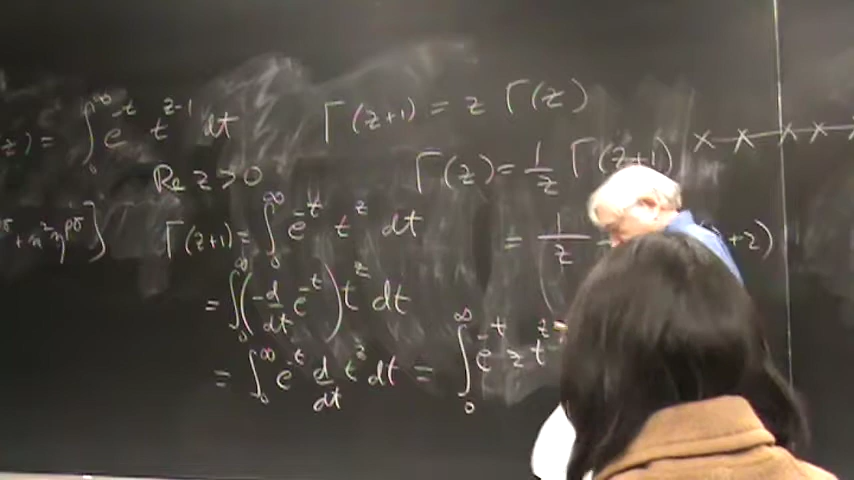 z) = ∫₀^∞ e^{-t} t^{z-1} dt
Re z > 0
Γ(z+1) = ∫₀^∞ e^{-t} t^z dt
= ∫₀^∞ (-d/dt e^{-t}) t^z dt
= ∫₀^∞ e^{-t} d/dt t^z dt = ∫₀^∞ e^{-t} z t^{z-
Γ(z+1) = z Γ(z)
Γ(z) = 1/z Γ(z+1)
= 1/z
+2)
x x x x